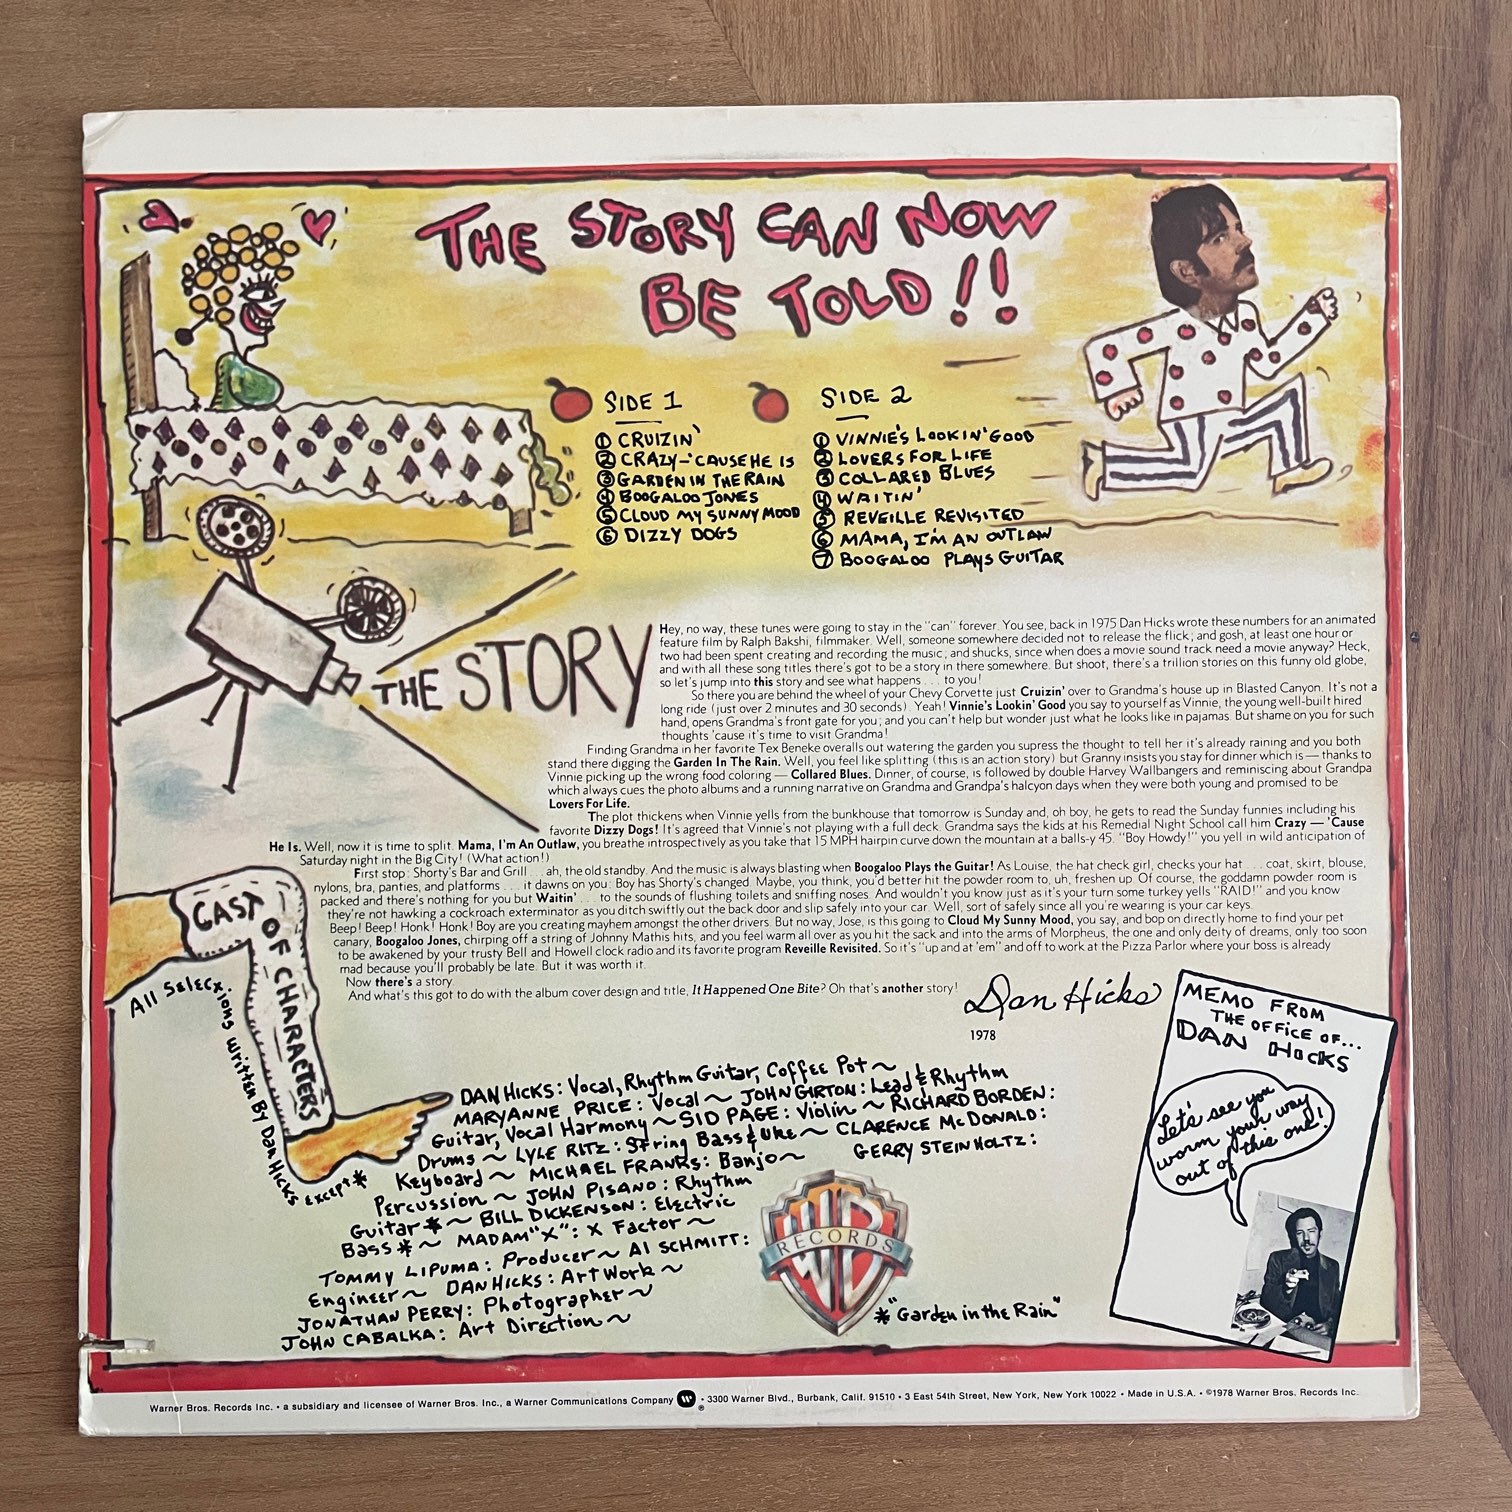 THE STORY CAN NOW
BE TOLD!!
SIDE 1
① CRUIZIN'
② CRAZY-'CAUSE HE IS
③ GARDEN IN THE RAIN
④ BOOGALOO JONES
⑤ CLOUD MY SUNNY MOOD
⑥ DIZZY DOGS
SIDE 2
① VINNIE'S LOOKIN' GOOD
② LOVERS FOR LIFE
③ COLLARED BLUES
④ WAITIN'
⑤ REVEILLE REVISITED
⑥ MAMA, I'M AN OUTLAW
⑦ BOOGALOO PLAYS GUITAR
THE STORY
Hey, no way, these tunes were going to stay in the "can" forever. You see, back in 1975 Dan Hicks wrote these numbers for an animated
feature film by Ralph Bakshi, filmmaker. Well, someone somewhere decided not to release the flick; and gosh, at least one hour or
two had been spent creating and recording the music; and shucks, since when does a movie sound track need a movie anyway? Heck,
and with all these song titles there's got to be a story in there somewhere. But shoot, there's a trillion stories on this funny old globe,
so let's jump into this story and see what happens . . . to you!
So there you are behind the wheel of your Chevy Corvette just Cruizin' over to Grandma's house up in Blasted Canyon. It's not a
long ride (just over 2 minutes and 30 seconds). Yeah! Vinnie's Lookin' Good you say to yourself as Vinnie, the young well-built hired
hand, opens Grandma's front gate for you; and you can't help but wonder just what he looks like in pajamas. But shame on you for such
thoughts 'cause it's time to visit Grandma!
Finding Grandma in her favorite Tex Beneke overalls out watering the garden you supress the thought to tell her it's already raining and you both
stand there digging the Garden In The Rain. Well, you feel like splitting (this is an action story) but Granny insists you stay for dinner which is — thanks to
Vinnie picking up the wrong food coloring — Collared Blues. Dinner, of course, is followed by double Harvey Wallbangers and reminiscing about Grandpa
which always cues the photo albums and a running narrative on Grandma and Grandpa's halcyon days when they were both young and promised to be
Lovers For Life.
The plot thickens when Vinnie yells from the bunkhouse that tomorrow is Sunday and, oh boy, he gets to read the Sunday funnies including his
favorite Dizzy Dogs! It's agreed that Vinnie's not playing with a full deck. Grandma says the kids at his Remedial Night School call him Crazy — 'Cause
He Is. Well, now it is time to split. Mama, I'm An Outlaw, you breathe introspectively as you take that 15 MPH hairpin curve down the mountain at a balls-y 45. "Boy Howdy!" you yell in wild anticipation of
Saturday night in the Big City! (What action!)
First stop: Shorty's Bar and Grill . . . ah, the old standby. And the music is always blasting when Boogaloo Plays the Guitar! As Louise, the hat check girl, checks your hat . . . coat, skirt, blouse,
nylons, bra, panties, and platforms . . . it dawns on you: Boy has Shorty's changed. Maybe, you think, you'd better hit the powder room to, uh, freshen up. Of course, the goddamn powder room is
packed and there's nothing for you but Waitin' . . . to the sounds of flushing toilets and sniffing noses. And wouldn't you know just as it's your turn some turkey yells "RAID!" and you know
they're not hawking a cockroach exterminator as you ditch swiftly out the back door and slip safely into your car. Well, sort of safely since all you're wearing is your car keys.
Beep! Beep! Honk! Honk! Boy are you creating mayhem amongst the other drivers. But no way, Jose, is this going to Cloud My Sunny Mood, you say, and bop on directly home to find your pet
canary, Boogaloo Jones, chirping off a string of Johnny Mathis hits, and you feel warm all over as you hit the sack and into the arms of Morpheus, the one and only deity of dreams, only too soon
to be awakened by your trusty Bell and Howell clock radio and its favorite program Reveille Revisited. So it's "up and at 'em" and off to work at the Pizza Parlor where your boss is already
mad because you'll probably be late. But it was worth it.
Now there's a story.
And what's this got to do with the album cover design and title, It Happened One Bite? Oh that's another story!
Dan Hicks
1978
CAST OF CHARACTERS
All Selections Written By Dan Hicks except *
DAN HICKS: Vocal, Rhythm Guitar, Coffee Pot ~
MARYANNE PRICE: Vocal ~ JOHN GIRTON: Lead & Rhythm
Guitar, Vocal Harmony ~ SID PAGE: Violin ~ RICHARD BORDEN:
Drums ~ LYLE RITZ: String Bass & Uke ~ CLARENCE McDONALD:
Keyboard ~ MICHAEL FRANKS: Banjo ~ GERRY STEINHOLTZ:
Percussion ~ JOHN PISANO: Rhythm
Guitar * ~ BILL DICKENSON: Electric
Bass * ~ MADAM "X": X Factor ~
TOMMY LIPUMA: Producer ~ Al SCHMITT:
Engineer ~ DAN HICKS: Art Work ~
JONATHAN PERRY: Photographer ~
JOHN CABALKA: Art Direction ~
WB
RECORDS
* "Garden in the Rain"
MEMO FROM
THE OFFICE OF...
DAN HICKS
Let's see you
worm your way
out of this one!
Warner Bros. Records Inc. • a subsidiary and licensee of Warner Bros. Inc., a Warner Communications Company ® • 3300 Warner Blvd., Burbank, Calif. 91510 • 3 East 54th Street, New York, New York 10022 • Made in U.S.A. • ©1978 Warner Bros. Records Inc.